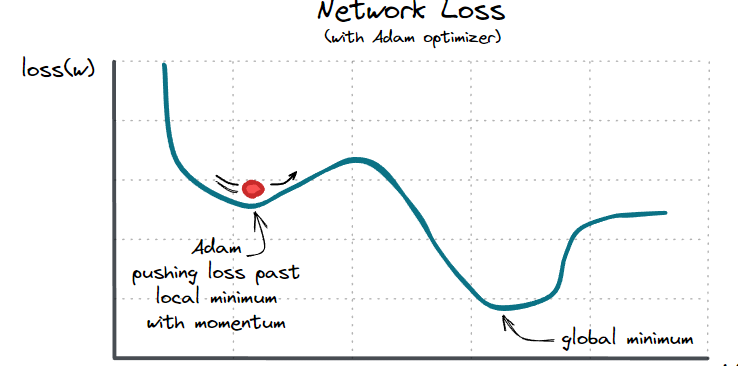 Network Loss
(with Adam optimizer)
loss(w)
Adam
pushing loss past
local minimum
with momentum
global minimum